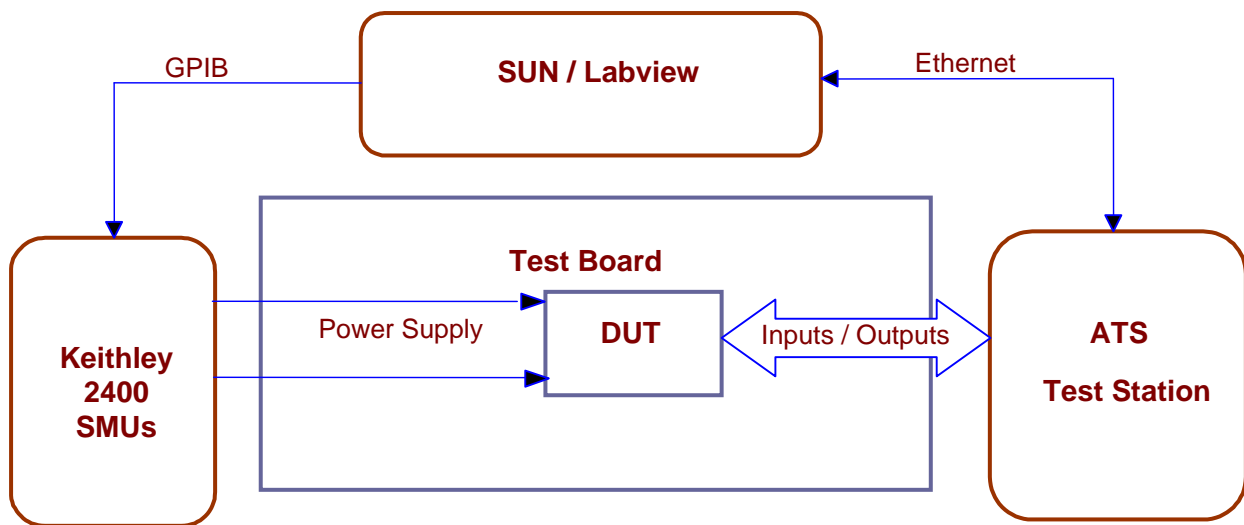 GPIB
SUN / Labview
Ethernet
Test Board
Power Supply
DUT
Inputs / Outputs
Keithley
2400
SMUs
ATS
Test Station